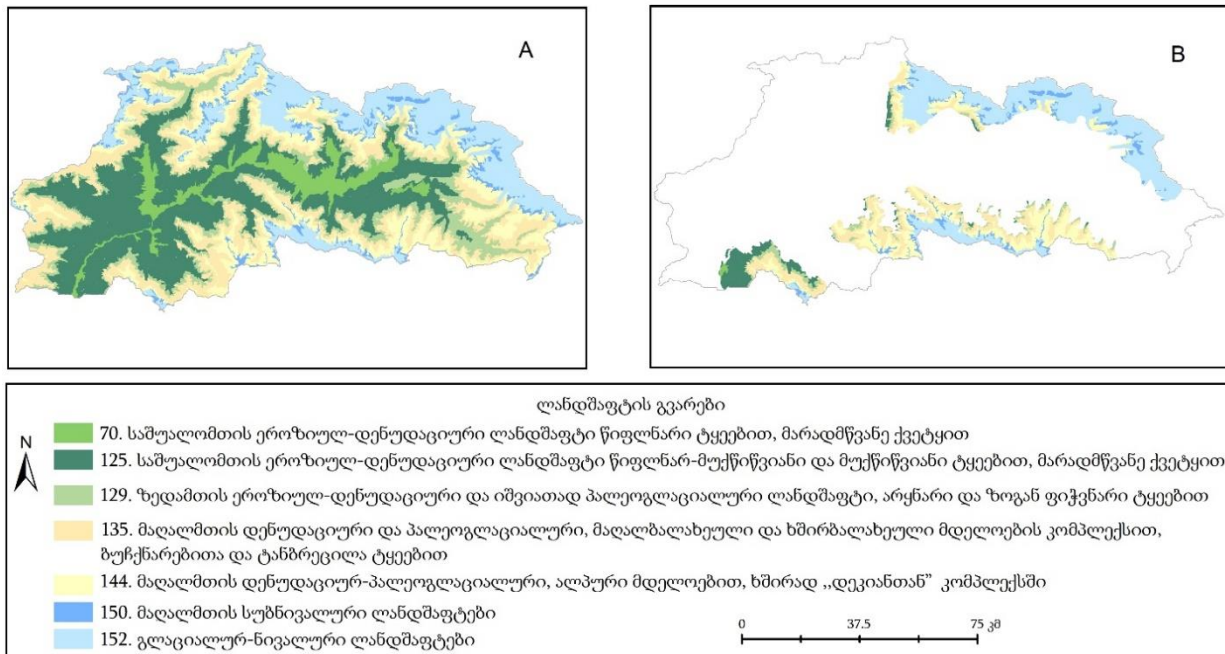 A
B
ლანდშაფტის გვარები
N
70. საშუალომთის ეროზიულ-დენუდაციური ლანდშაფტი წიფლნარი ტყეებით, მარადმწვანე ქვეტყით
125. საშუალომთის ეროზიულ-დენუდაციური ლანდშაფტი წიფლნარ-მუქწიწვიანი და მუქწიწვიანი ტყეებით, მარადმწვანე ქვეტყით
129. ზედამთის ეროზიულ-დენუდაციური და იშვიათად პალეოგლაციალური ლანდშაფტი, არყნარი და ზოგან ფიჭვნარი ტყეებით
135. მაღალმთის დენუდაციური და პალეოგლაციალური, მაღალბალახეული და ხშირბალახეული მდელოების კომპლექსით,
ბუჩქნარებითა და ტანბრეცილა ტყეებით
144. მაღალმთის დენუდაციურ-პალეოგლაციალური, ალპური მდელოებით, ხშირად ,,დეკიანთან” კომპლექსში
150. მაღალმთის სუბნივალური ლანდშაფტები
152. გლაციალურ-ნივალური ლანდშაფტები
0 37.5 75 კმ